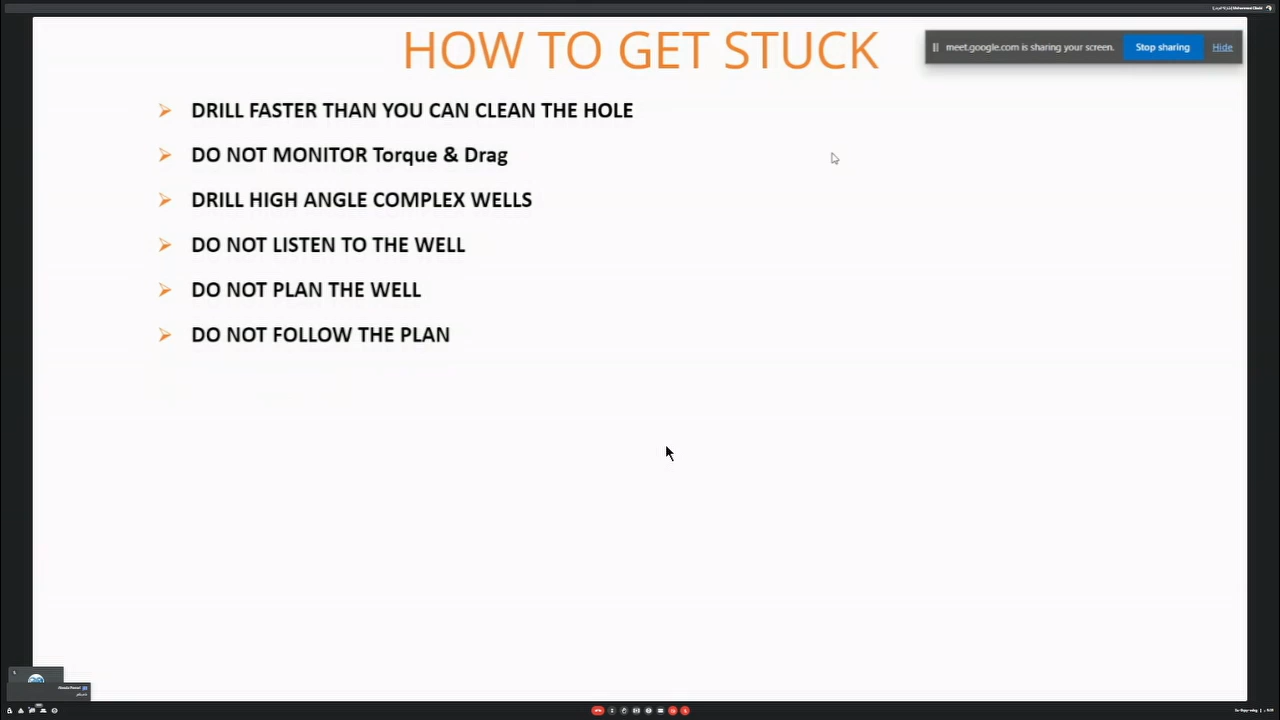 HOW TO GET STUCK
meet.google.com is sharing your screen.
Stop sharing
Hide
DRILL FASTER THAN YOU CAN CLEAN THE HOLE
DO NOT MONITOR Torque & Drag
DRILL HIGH ANGLE COMPLEX WELLS
DO NOT LISTEN TO THE WELL
DO NOT PLAN THE WELL
DO NOT FOLLOW THE PLAN